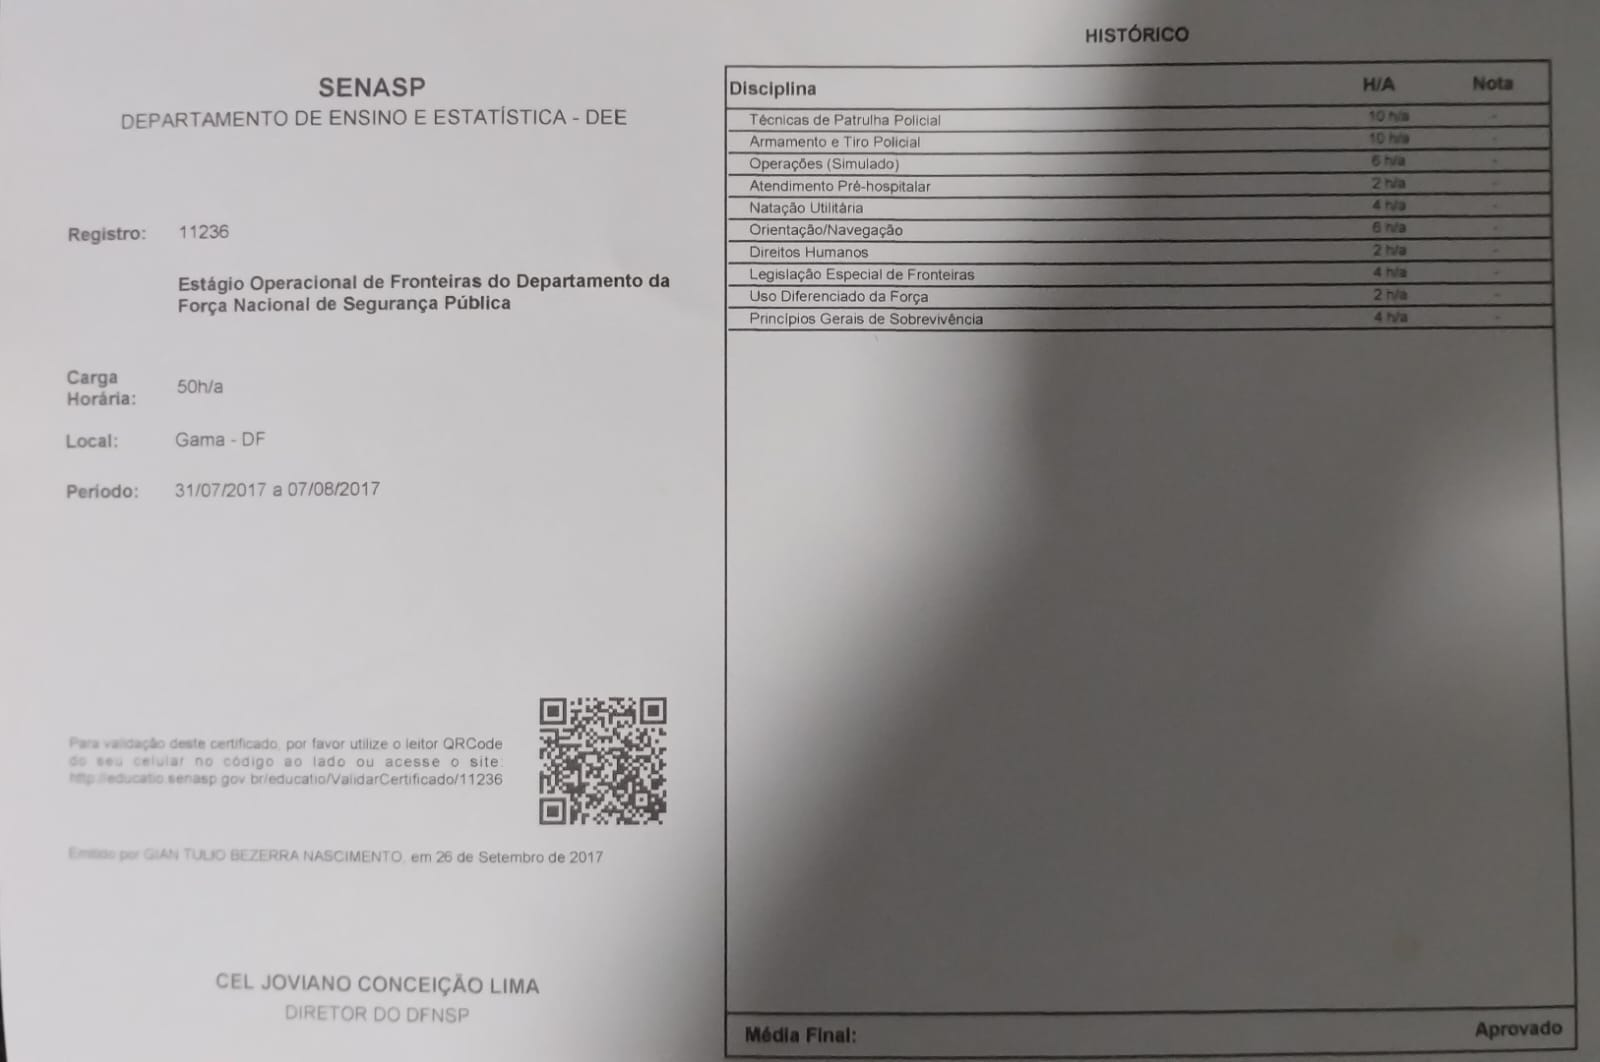 SENASP
DEPARTAMENTO DE ENSINO E ESTATÍSTICA - DEE
Registro: 11236
Estágio Operacional de Fronteiras do Departamento da
Força Nacional de Segurança Pública
Carga
Horária: 50h/a
Local: Gama - DF
Período: 31/07/2017 a 07/08/2017
Para validação deste certificado, por favor utilize o leitor QRCode
do seu celular no código ao lado ou acesse o site:
http://educatio.senasp.gov.br/educatio/ValidarCertificado/11236
Emitido por GIAN TULIO BEZERRA NASCIMENTO, em 26 de Setembro de 2017
CEL JOVIANO CONCEIÇÃO LIMA
DIRETOR DO DFNSP
HISTÓRICO
Disciplina H/A Nota
Técnicas de Patrulha Policial 10 h/a -
Armamento e Tiro Policial 10 h/a -
Operações (Simulado) 6 h/a -
Atendimento Pré-hospitalar 2 h/a -
Natação Utilitária 4 h/a -
Orientação/Navegação 6 h/a -
Direitos Humanos 2 h/a -
Legislação Especial de Fronteiras 4 h/a -
Uso Diferenciado da Força 2 h/a -
Princípios Gerais de Sobrevivência 4 h/a -
Média Final: Aprovado